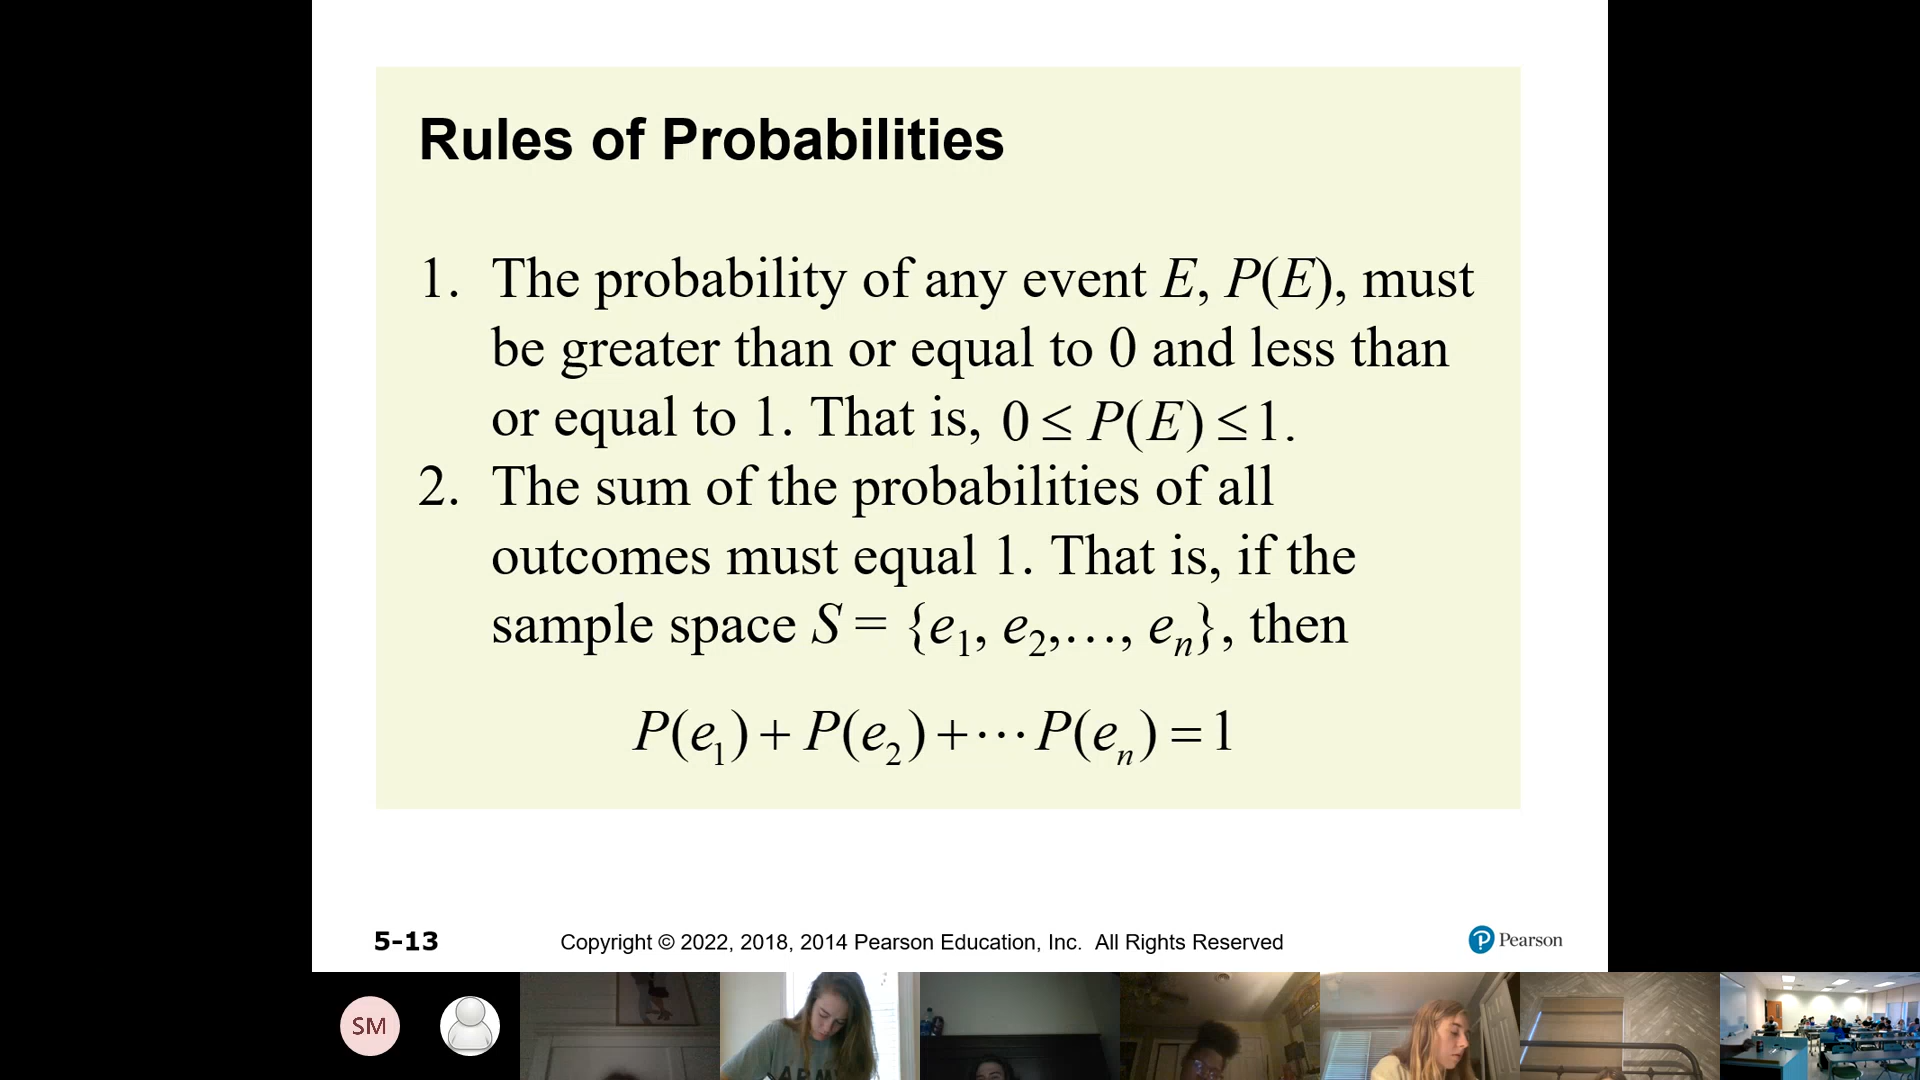 Rules of Probabilities
1. The probability of any event E, P(E), must
be greater than or equal to 0 and less than
or equal to 1. That is, 0 ≤ P(E) ≤ 1.
2. The sum of the probabilities of all
outcomes must equal 1. That is, if the
sample space S = {e₁, e₂,…, eₙ}, then
P(e₁) + P(e₂) + ⋯ P(eₙ) = 1
5-13 Copyright © 2022, 2018, 2014 Pearson Education, Inc. All Rights Reserved P Pearson
SM